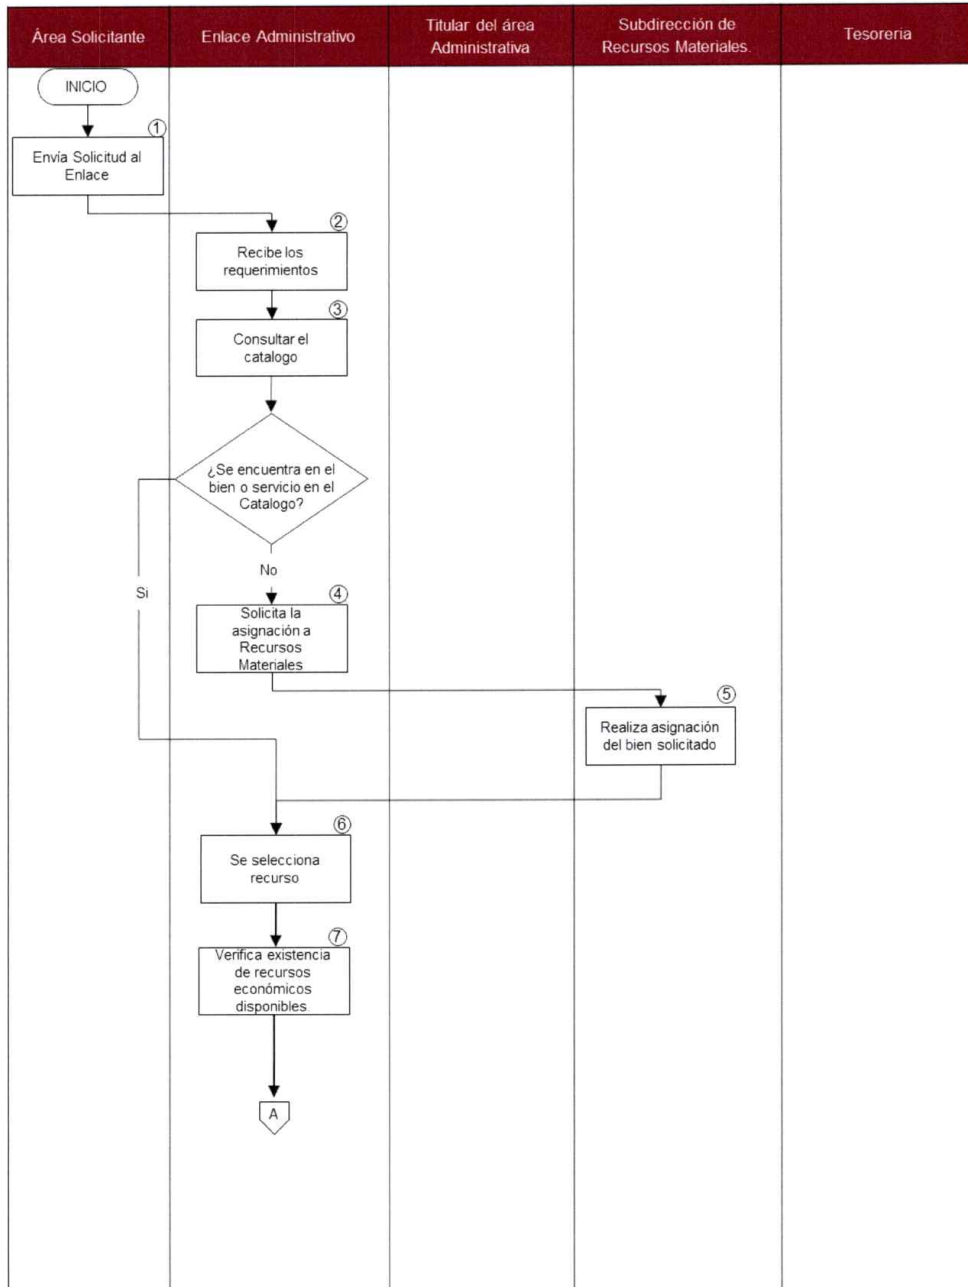 Área Solicitante
Enlace Administrativo
Titular del área
Administrativa
Subdirección de
Recursos Materiales.
Tesoreria
INICIO
1
Envía Solicitud al
Enlace
2
Recibe los
requerimientos
3
Consultar el
catalogo
¿Se encuentra en el
bien o servicio en el
Catalogo?
No
Si
4
Solicita la
asignación a
Recursos
Materiales
5
Realiza asignación
del bien solicitado
6
Se selecciona
recurso
7
Verifica existencia
de recursos
económicos
disponibles
A